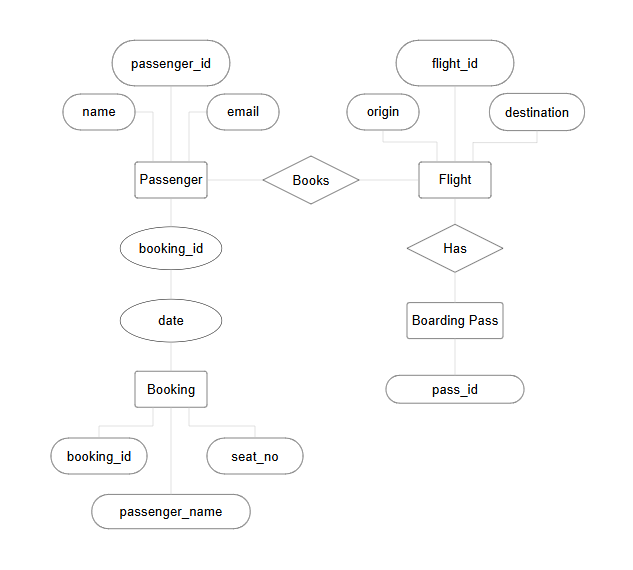 passenger_id
flight_id
name
email
origin
destination
Passenger
Books
Flight
booking_id
Has
date
Boarding Pass
Booking
pass_id
booking_id
seat_no
passenger_name